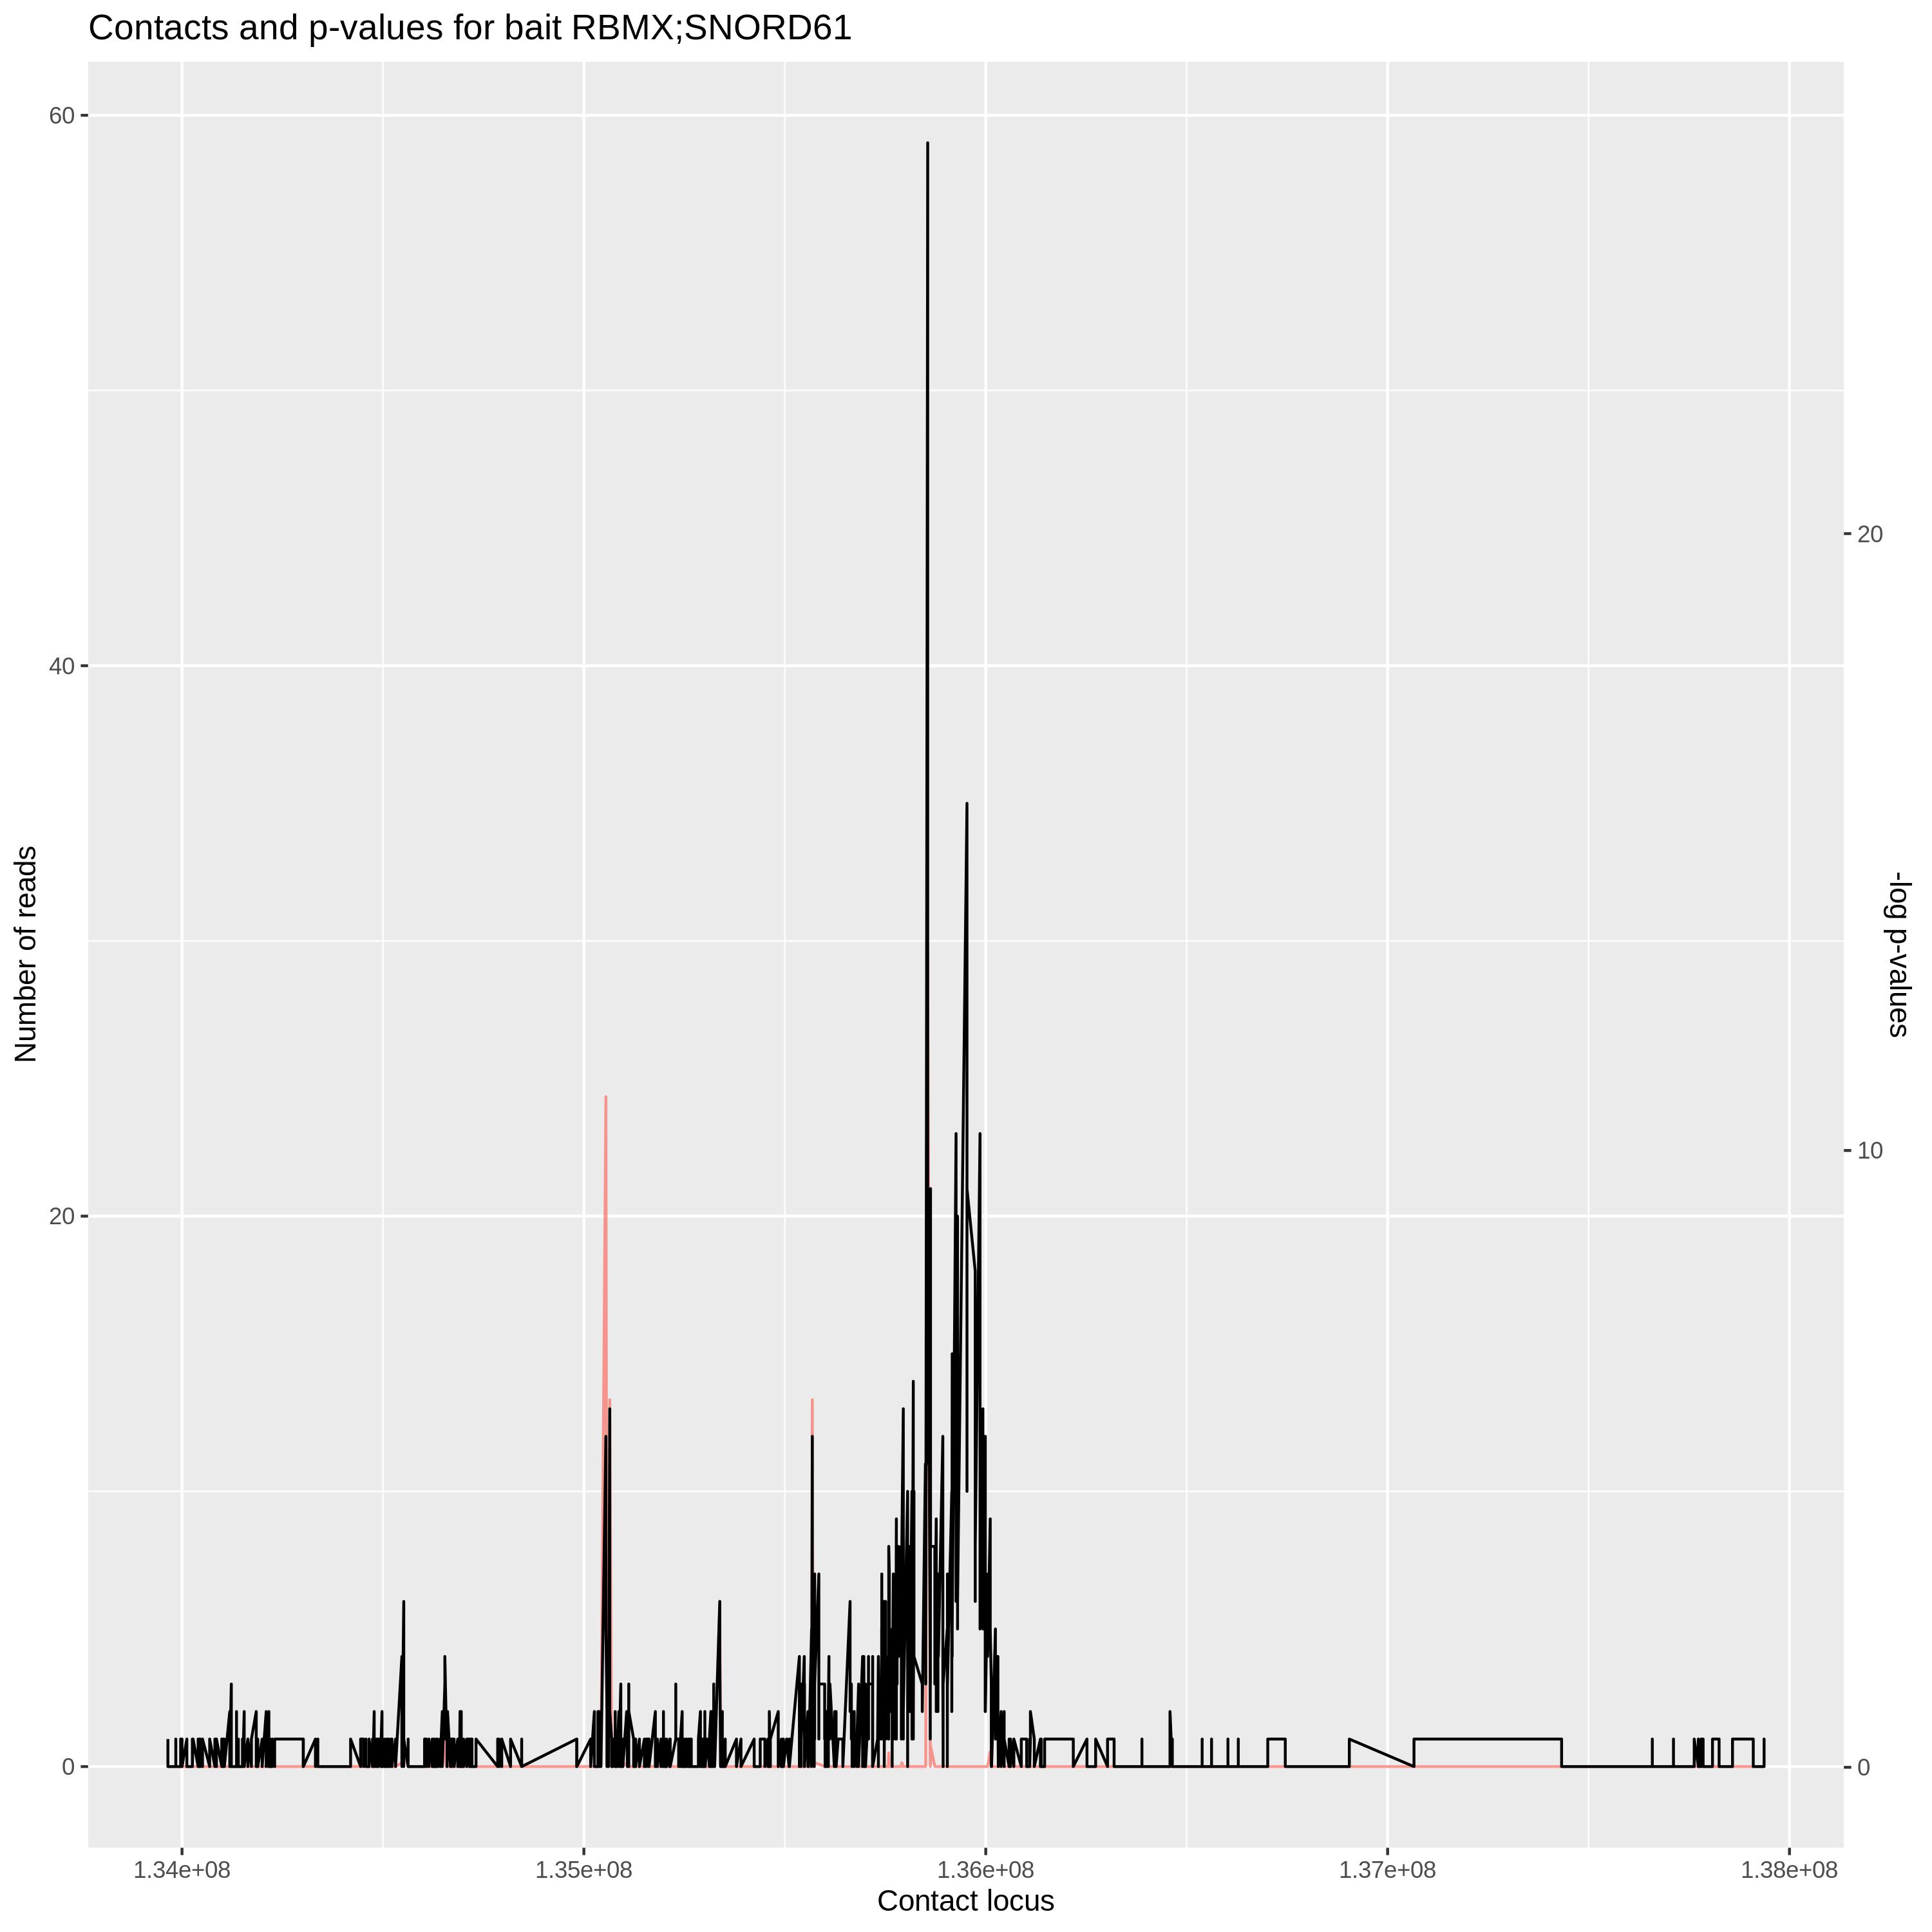 Contacts and p-values for bait RBMX;SNORD61
60
40
20
0
Number of reads
20
10
0
-log p-values
1.34e+08
1.35e+08
1.36e+08
1.37e+08
1.38e+08
Contact locus